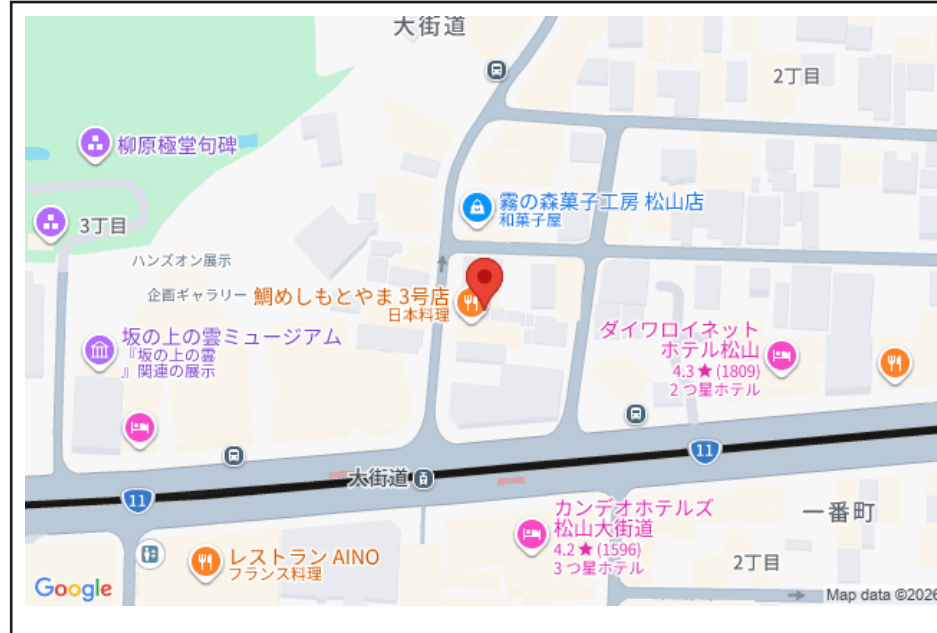 大街道
2丁目
柳原極堂句碑
霧の森菓子工房 松山店
和菓子屋
3丁目
ハンズオン展示
企画ギャラリー
鯛めしもとやま 3号店
日本料理
坂の上の雲ミュージアム
『坂の上の雲
』関連の展示
ダイワロイネット
ホテル松山
4.3★(1809)
2つ星ホテル
11
大街道
11
カンデオホテルズ
松山大街道
4.2★(1596)
3つ星ホテル
一番町
レストラン AINO
フランス料理
2丁目
Google
Map data ©2026